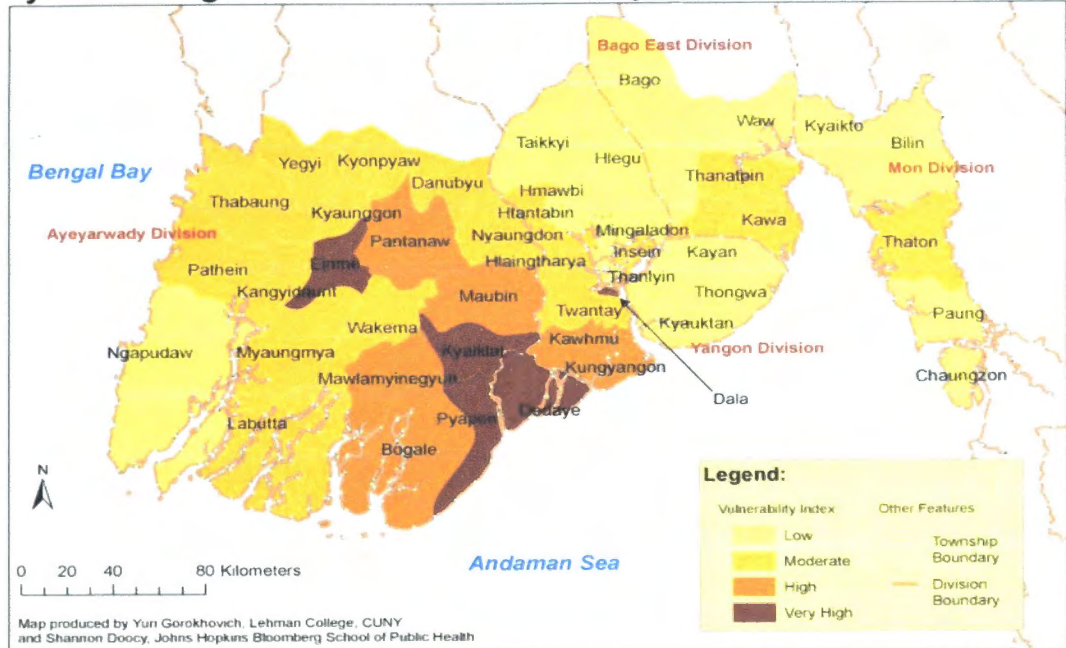 Bago East Division
Bago
Waw
Kyaikto
Bilin
Taikkyi
Hlegu
Yegyi
Kyonpyaw
Bengal Bay
Danubyu
Thanatpin
Mon Division
Thabaung
Hmawbi
Kyaunggon
Htantabin
Kawa
Ayeyarwady Division
Pantanaw
Nyaungdon
Mingaladon
Thaton
Einme
Insein
Kayan
Pathein
Hlaingtharya
Thanlyin
Kangyidaunt
Maubin
Thongwa
Twantay
Paung
Wakema
Kyauktan
Ngapudaw
Myaungmya
Kyaiklat
Kawhmu
Yangon Division
Mawlamyinegyun
Kungyangon
Chaungzon
Dala
Labutta
Pyapon
Dedaye
Bogale
N
Legend:
Vulnerability Index
Other Features
Low
Township
Boundary
Moderate
High
Division
Boundary
Very High
Andaman Sea
0 20 40 80 Kilometers
Map produced by Yuri Gorokhovich, Lehman College, CUNY
and Shannon Doocy, Johns Hopkins Bloomberg School of Public Health